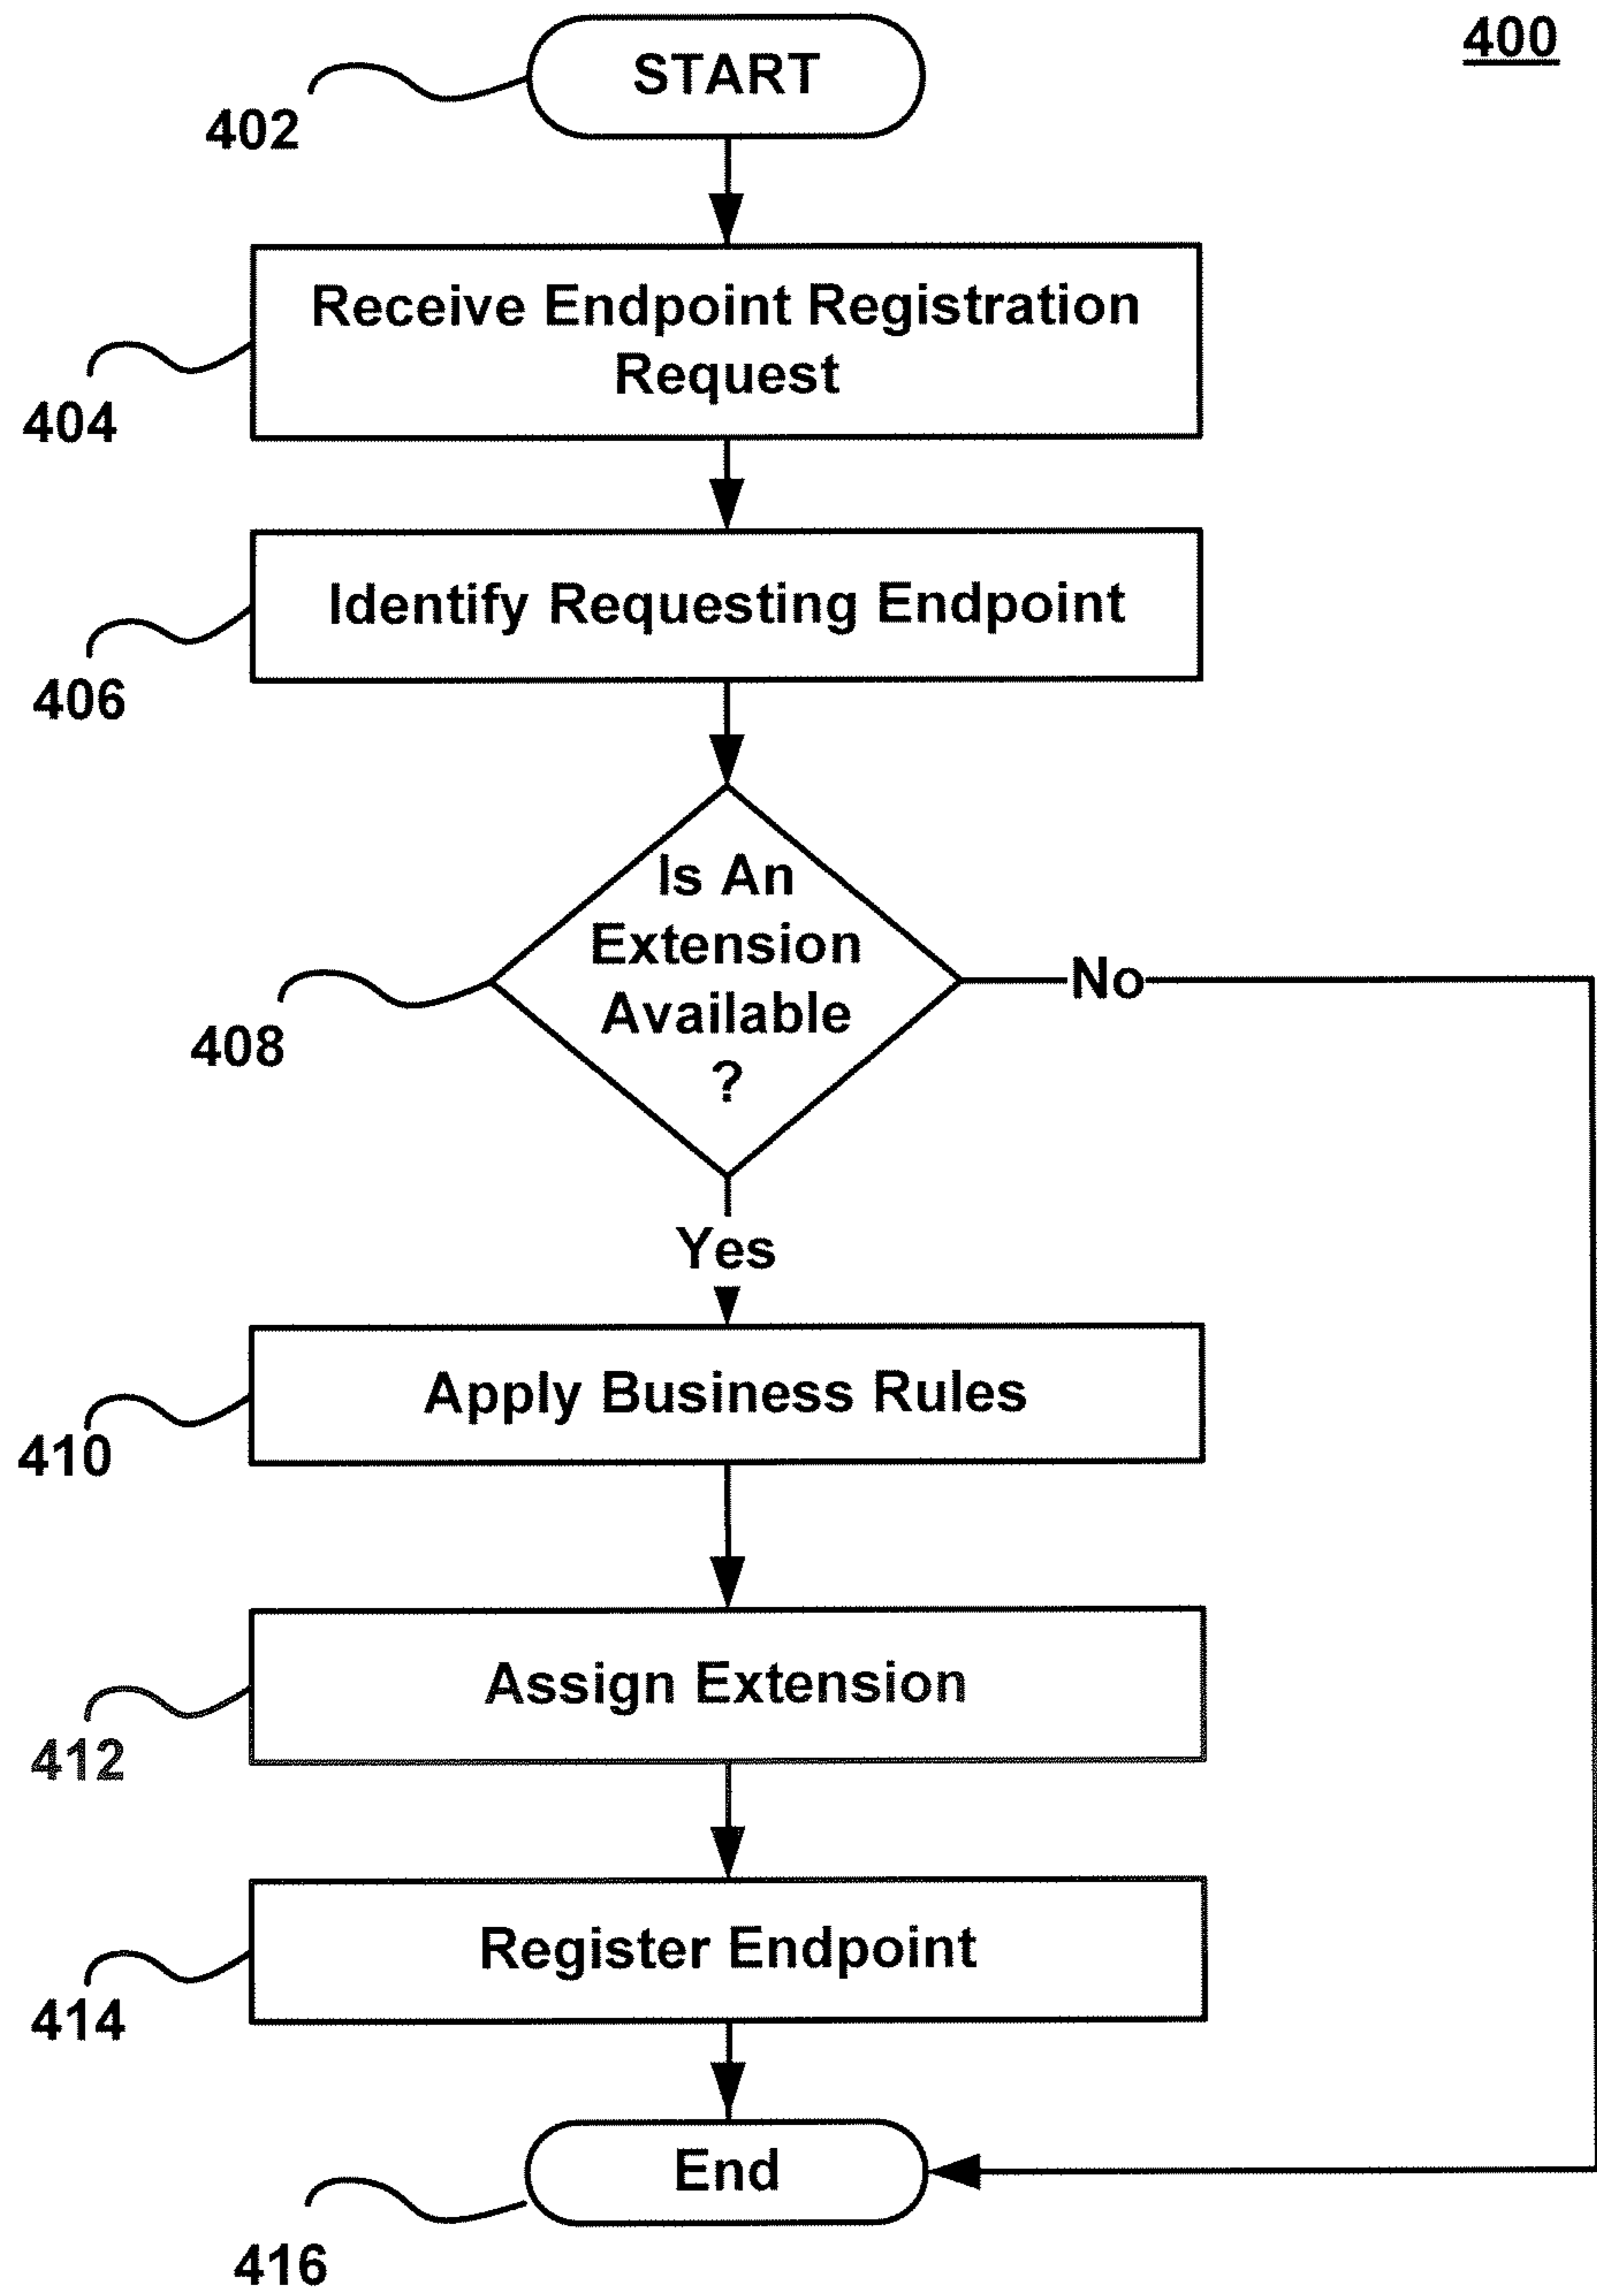 400
START
402
Receive Endpoint Registration
Request
404
Identify Requesting Endpoint
406
Is An
Extension
Available
?
No
408
Yes
Apply Business Rules
410
Assign Extension
412
Register Endpoint
414
End
416